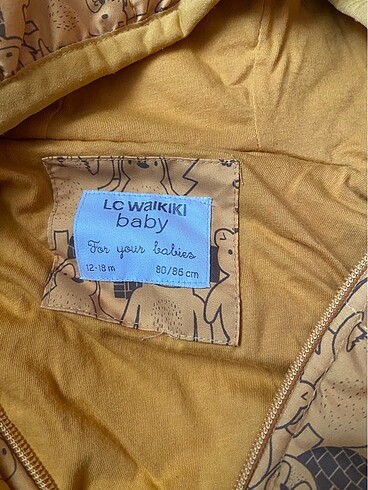 LC WAIKIKI
baby
For your babies
12-18 m 80/86 cm